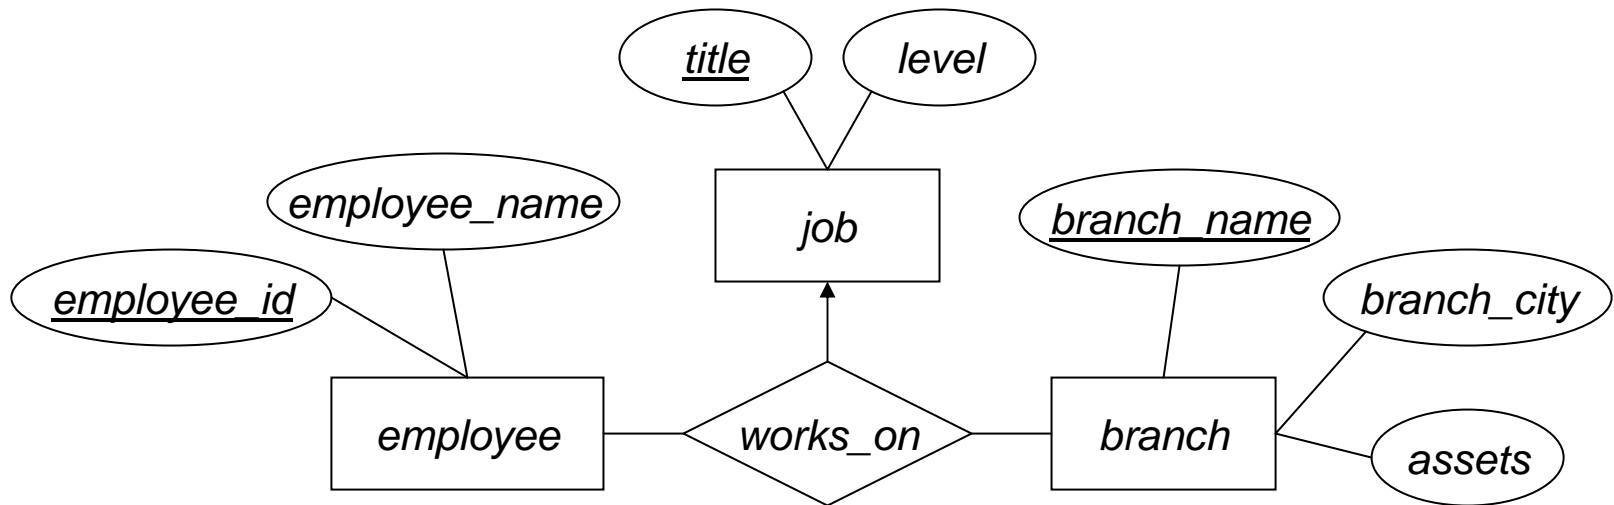 title
level
employee_name
job
branch_name
employee_id
branch_city
employee
works_on
branch
assets